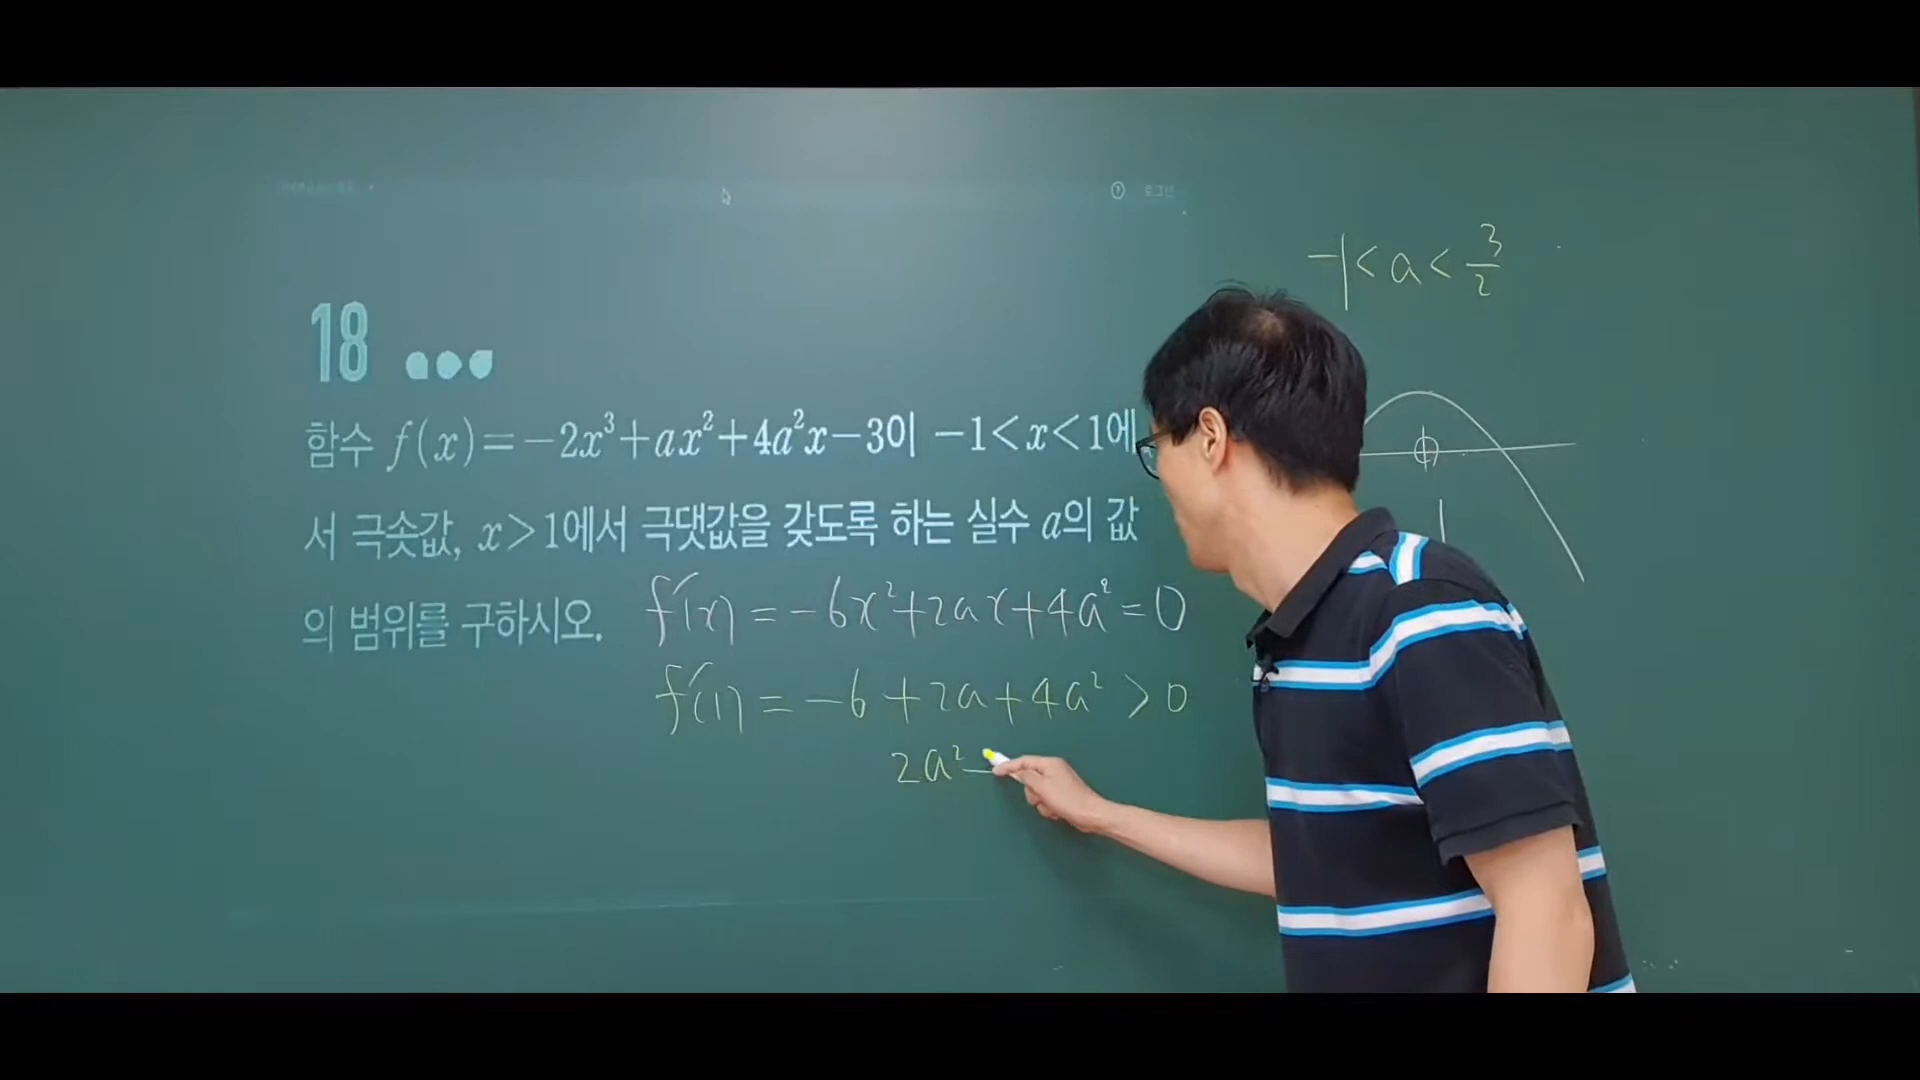 로그인
18
함수 f(x)=-2x³+ax²+4a²x-3이 -1<x<1에
서 극솟값, x>1에서 극댓값을 갖도록 하는 실수 a의 값
의 범위를 구하시오.
f'(x) = -6x²+2ax+4a²=0
f'(1) = -6+2a+4a²>0
2a²
-1<a<3/2